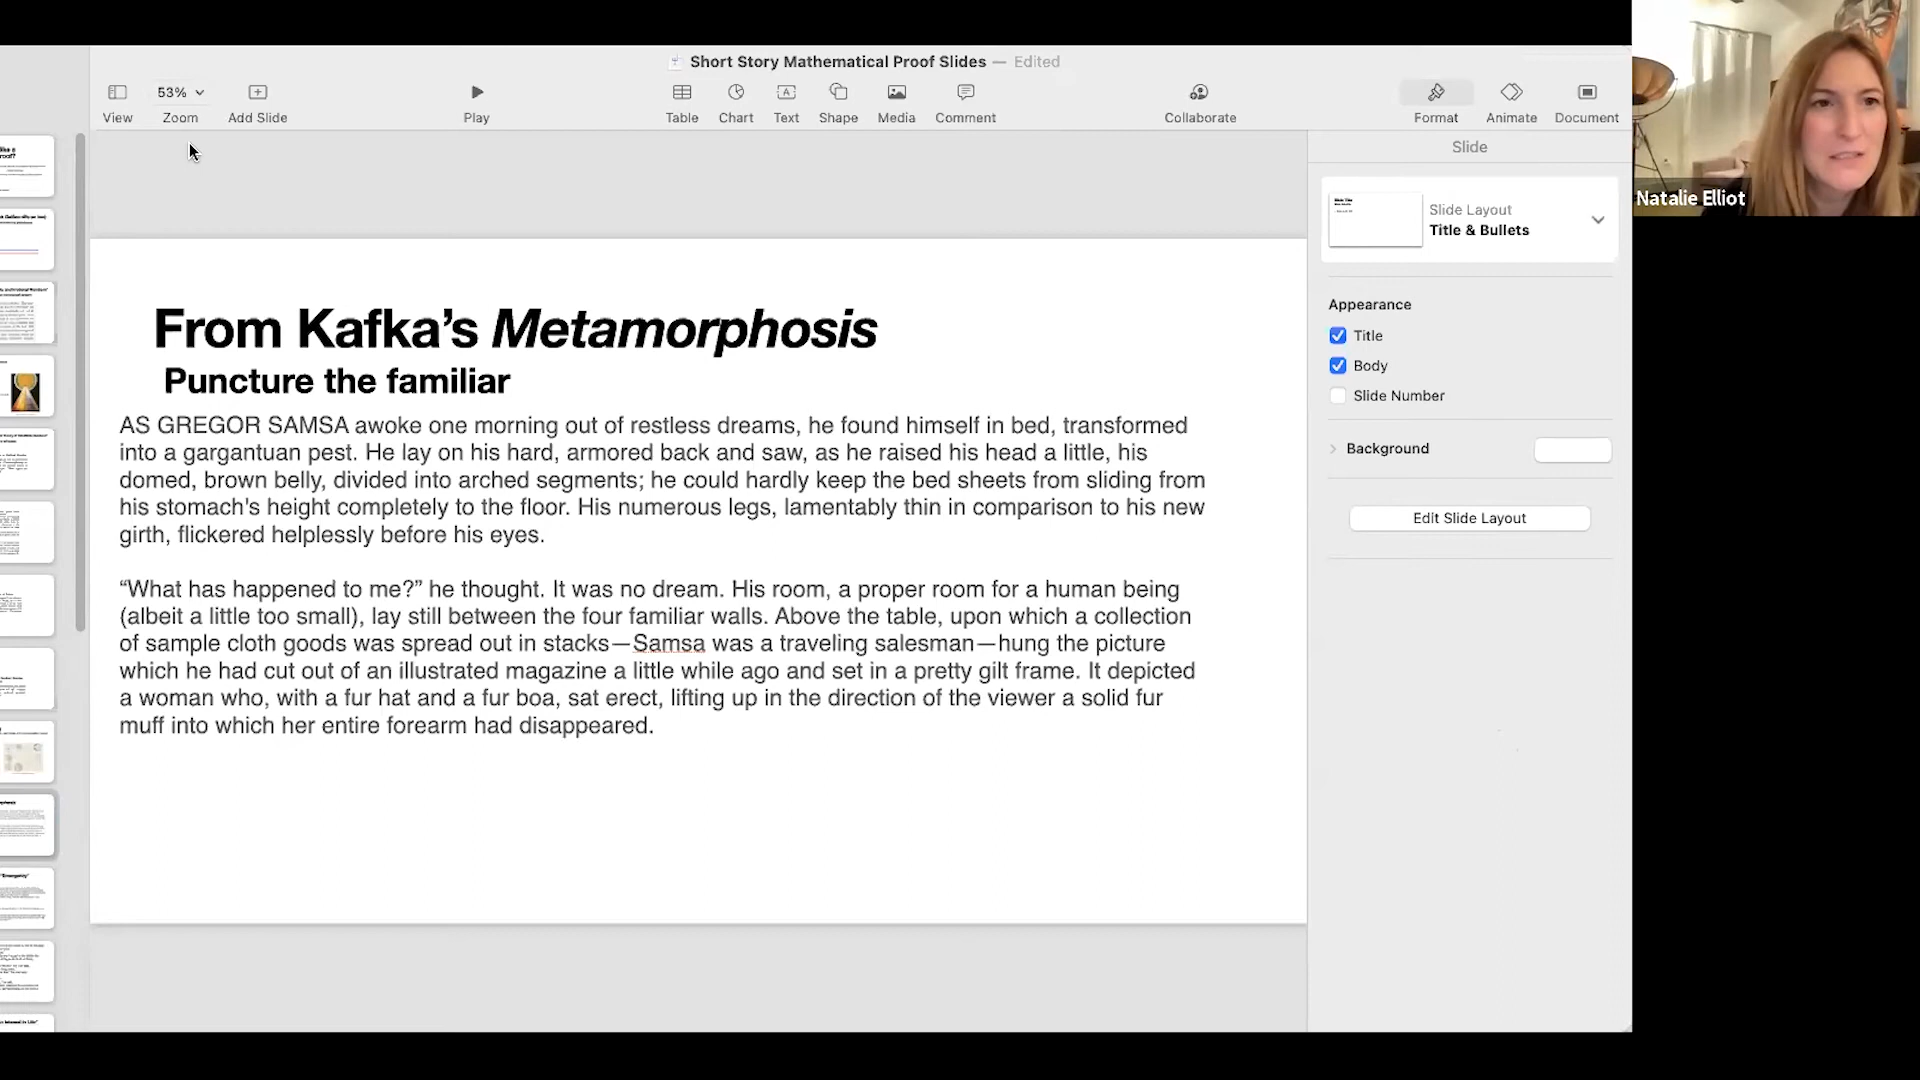 Short Story Mathematical Proof Slides — Edited
53%
View
Zoom
Add Slide
Play
Table
Chart
Text
Shape
Media
Comment
Collaborate
Format
Animate
Document
Slide
Slide Layout
Title & Bullets
Appearance
Title
Body
Slide Number
Background
Edit Slide Layout
Natalie Elliot
From Kafka’s Metamorphosis
Puncture the familiar
AS GREGOR SAMSA awoke one morning out of restless dreams, he found himself in bed, transformed
into a gargantuan pest. He lay on his hard, armored back and saw, as he raised his head a little, his
domed, brown belly, divided into arched segments; he could hardly keep the bed sheets from sliding from
his stomach's height completely to the floor. His numerous legs, lamentably thin in comparison to his new
girth, flickered helplessly before his eyes.
“What has happened to me?” he thought. It was no dream. His room, a proper room for a human being
(albeit a little too small), lay still between the four familiar walls. Above the table, upon which a collection
of sample cloth goods was spread out in stacks—Samsa was a traveling salesman—hung the picture
which he had cut out of an illustrated magazine a little while ago and set in a pretty gilt frame. It depicted
a woman who, with a fur hat and a fur boa, sat erect, lifting up in the direction of the viewer a solid fur
muff into which her entire forearm had disappeared.